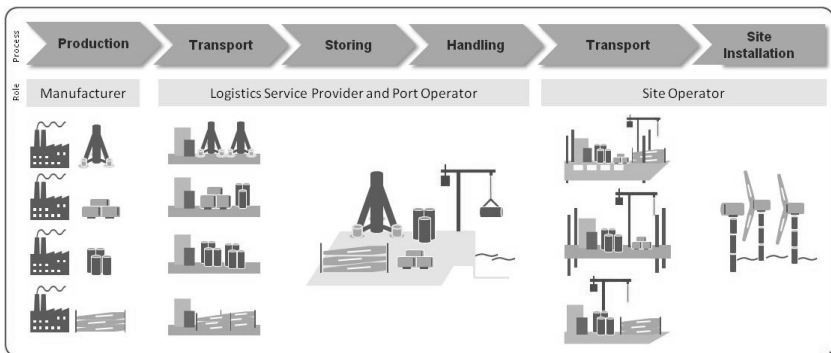 Process
Production
Transport
Storing
Handling
Transport
Site
Installation
Role
Manufacturer
Logistics Service Provider and Port Operator
Site Operator